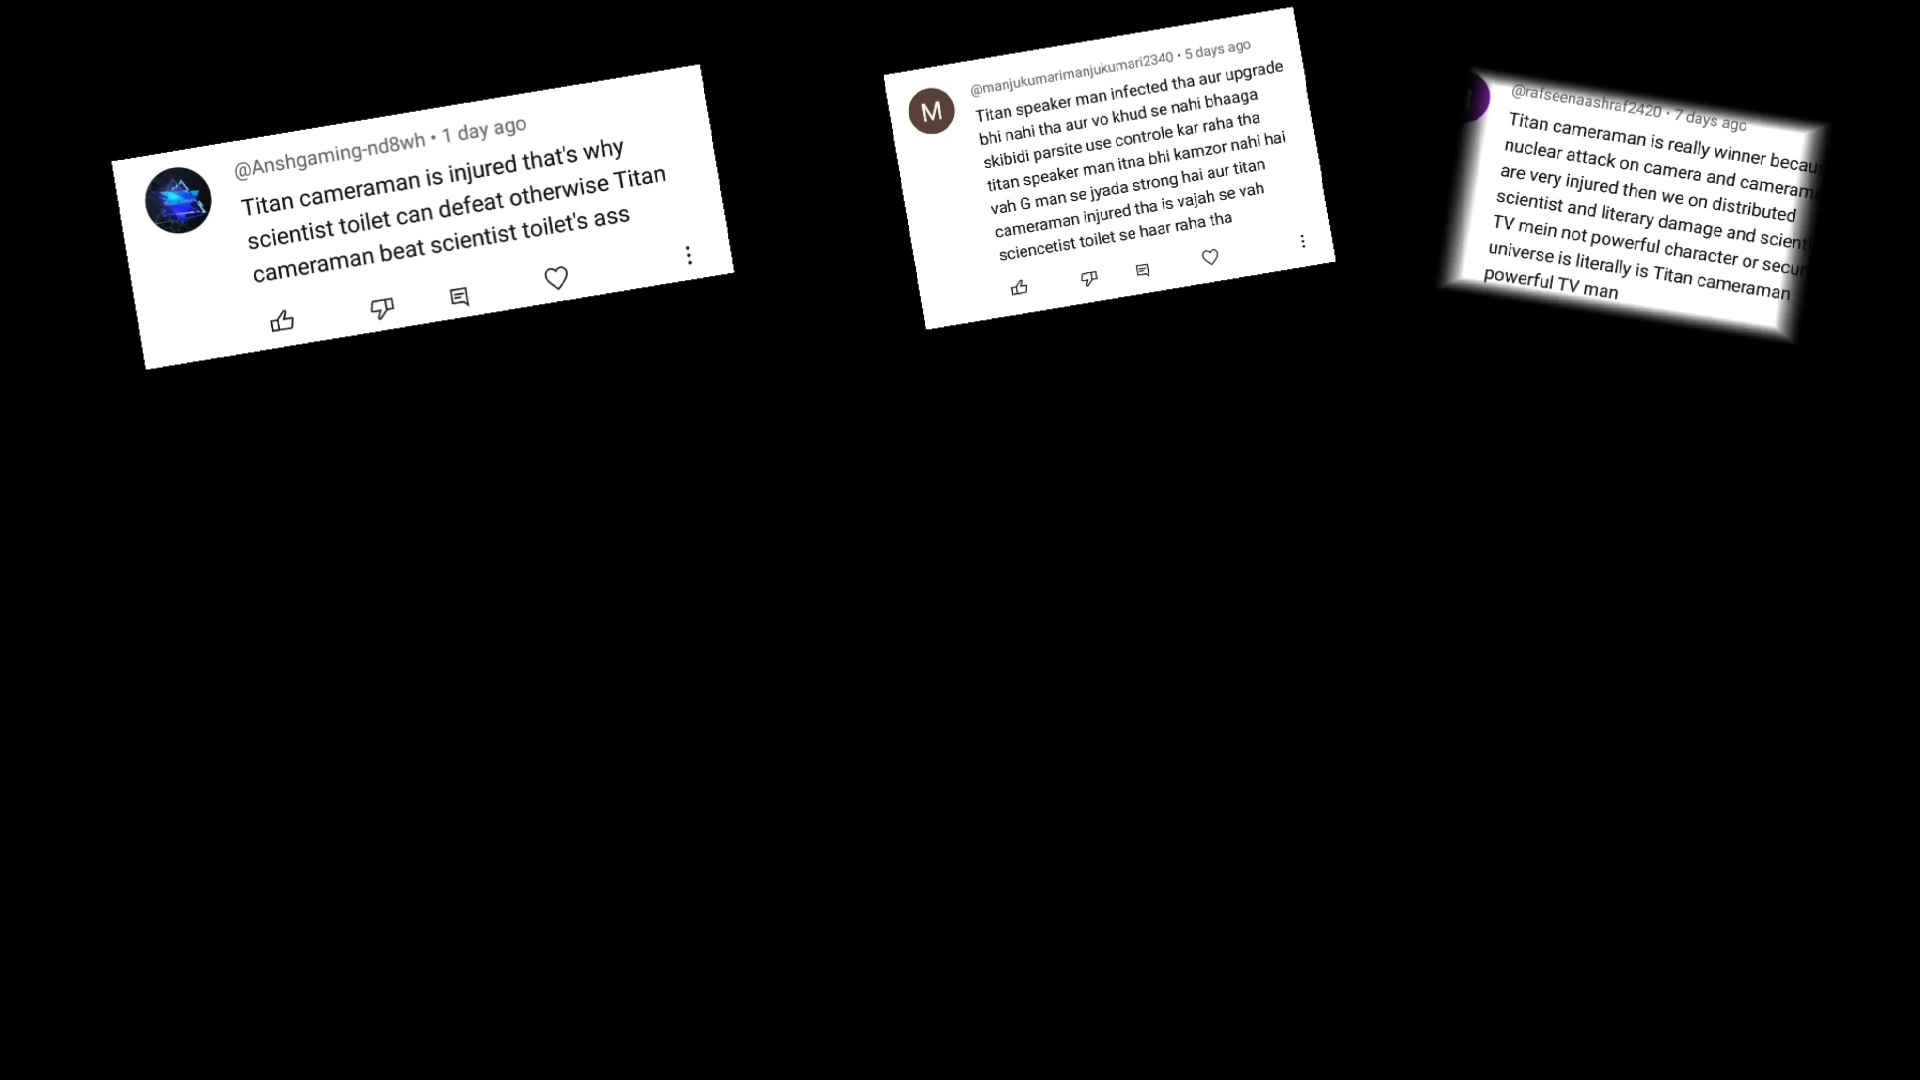 @Anshgaming-nd8wh • 1 day ago
Titan cameraman is injured that's why
scientist toilet can defeat otherwise Titan
cameraman beat scientist toilet's ass
M
@manjukumarimanjukumari2340 • 5 days ago
Titan speaker man infected tha aur upgrade
bhi nahi tha aur vo khud se nahi bhaaga
skibidi parsite use controle kar raha tha
titan speaker man itna bhi kamzor nahi hai
vah G man se jyada strong hai aur titan
cameraman injured tha is vajah se vah
sciencetist toilet se haar raha tha
@rafseenaashraf2420 • 7 days ago
Titan cameraman is really winner
nuclear attack on camera and
are very injured then we on distributed
scientist and literary damage and
TV mein not powerful character or
universe is literally is Titan cameraman
powerful TV man